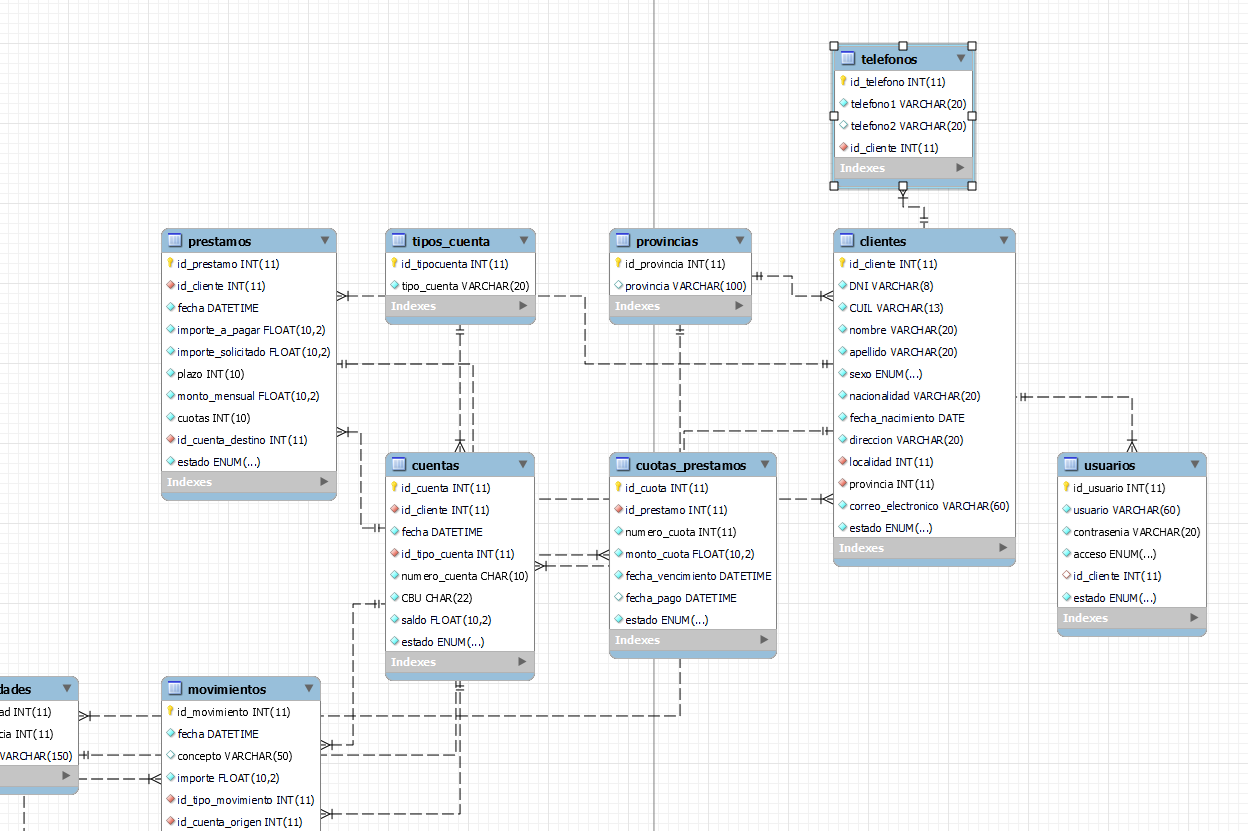 telefonos
id_telefono INT(11)
telefono1 VARCHAR(20)
telefono2 VARCHAR(20)
id_cliente INT(11)
Indexes
prestamos
id_prestamo INT(11)
id_cliente INT(11)
fecha DATETIME
importe_a_pagar FLOAT(10,2)
importe_solicitado FLOAT(10,2)
plazo INT(10)
monto_mensual FLOAT(10,2)
cuotas INT(10)
id_cuenta_destino INT(11)
estado ENUM(...)
Indexes
tipos_cuenta
id_tipocuenta INT(11)
tipo_cuenta VARCHAR(20)
Indexes
provincias
id_provincia INT(11)
provincia VARCHAR(100)
Indexes
clientes
id_cliente INT(11)
DNI VARCHAR(8)
CUIL VARCHAR(13)
nombre VARCHAR(20)
apellido VARCHAR(20)
sexo ENUM(...)
nacionalidad VARCHAR(20)
fecha_nacimiento DATE
direccion VARCHAR(20)
localidad INT(11)
provincia INT(11)
correo_electronico VARCHAR(60)
estado ENUM(...)
Indexes
cuentas
id_cuenta INT(11)
id_cliente INT(11)
fecha DATETIME
id_tipo_cuenta INT(11)
numero_cuenta CHAR(10)
CBU CHAR(22)
saldo FLOAT(10,2)
estado ENUM(...)
Indexes
cuotas_prestamos
id_cuota INT(11)
id_prestamo INT(11)
numero_cuota INT(11)
monto_cuota FLOAT(10,2)
fecha_vencimiento DATETIME
fecha_pago DATETIME
estado ENUM(...)
Indexes
usuarios
id_usuario INT(11)
usuario VARCHAR(60)
contrasenia VARCHAR(20)
acceso ENUM(...)
id_cliente INT(11)
estado ENUM(...)
Indexes
dades
ad INT(11)
cia INT(11)
VARCHAR(150)
movimientos
id_movimiento INT(11)
fecha DATETIME
concepto VARCHAR(50)
importe FLOAT(10,2)
id_tipo_movimiento INT(11)
id_cuenta_origen INT(11)